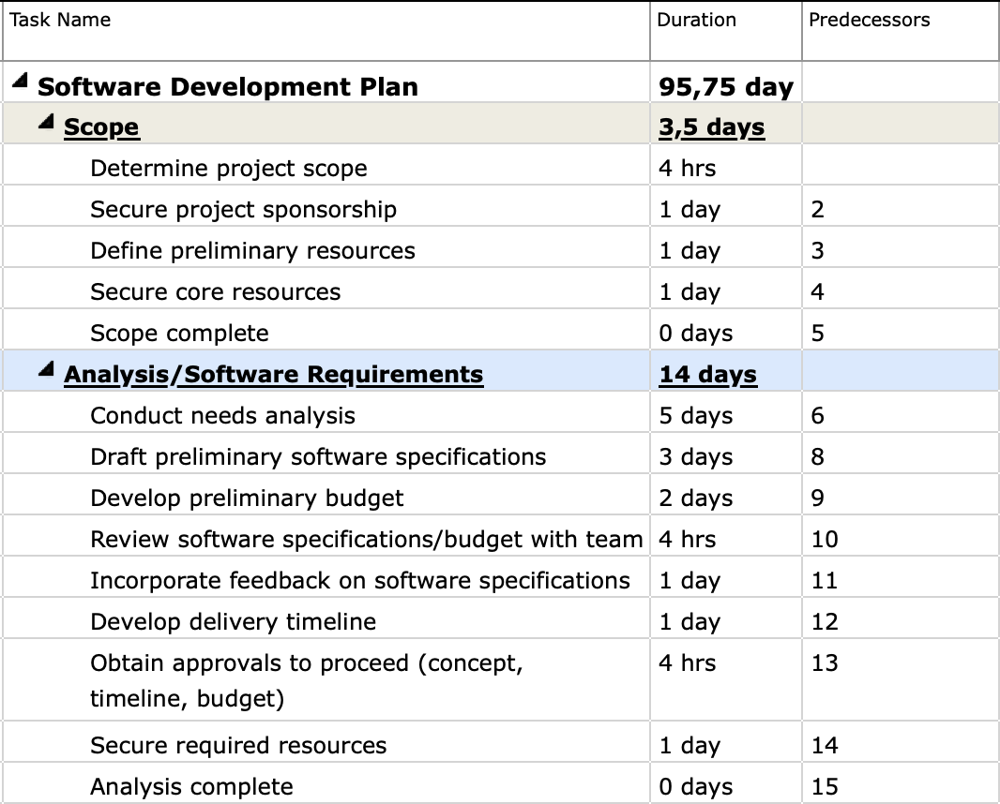 Task Name Duration Predecessors
Software Development Plan 95,75 day
Scope 3,5 days
Determine project scope 4 hrs
Secure project sponsorship 1 day 2
Define preliminary resources 1 day 3
Secure core resources 1 day 4
Scope complete 0 days 5
Analysis/Software Requirements 14 days
Conduct needs analysis 5 days 6
Draft preliminary software specifications 3 days 8
Develop preliminary budget 2 days 9
Review software specifications/budget with team 4 hrs 10
Incorporate feedback on software specifications 1 day 11
Develop delivery timeline 1 day 12
Obtain approvals to proceed (concept, 4 hrs 13
timeline, budget)
Secure required resources 1 day 14
Analysis complete 0 days 15